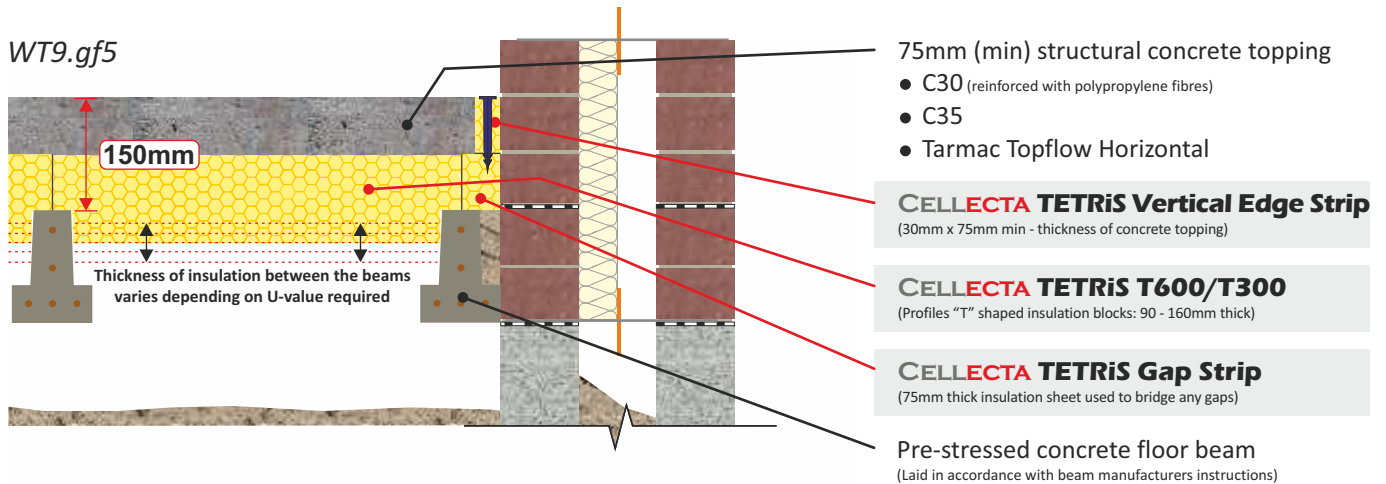 WT9.gf5
150mm
Thickness of insulation between the beams
varies depending on U-value required
75mm (min) structural concrete topping
● C30 (reinforced with polypropylene fibres)
● C35
● Tarmac Topflow Horizontal
CELLECTA TETRiS Vertical Edge Strip
(30mm x 75mm min - thickness of concrete topping)
CELLECTA TETRiS T600/T300
(Profiles “T” shaped insulation blocks: 90 - 160mm thick)
CELLECTA TETRiS Gap Strip
(75mm thick insulation sheet used to bridge any gaps)
Pre-stressed concrete floor beam
(Laid in accordance with beam manufacturers instructions)